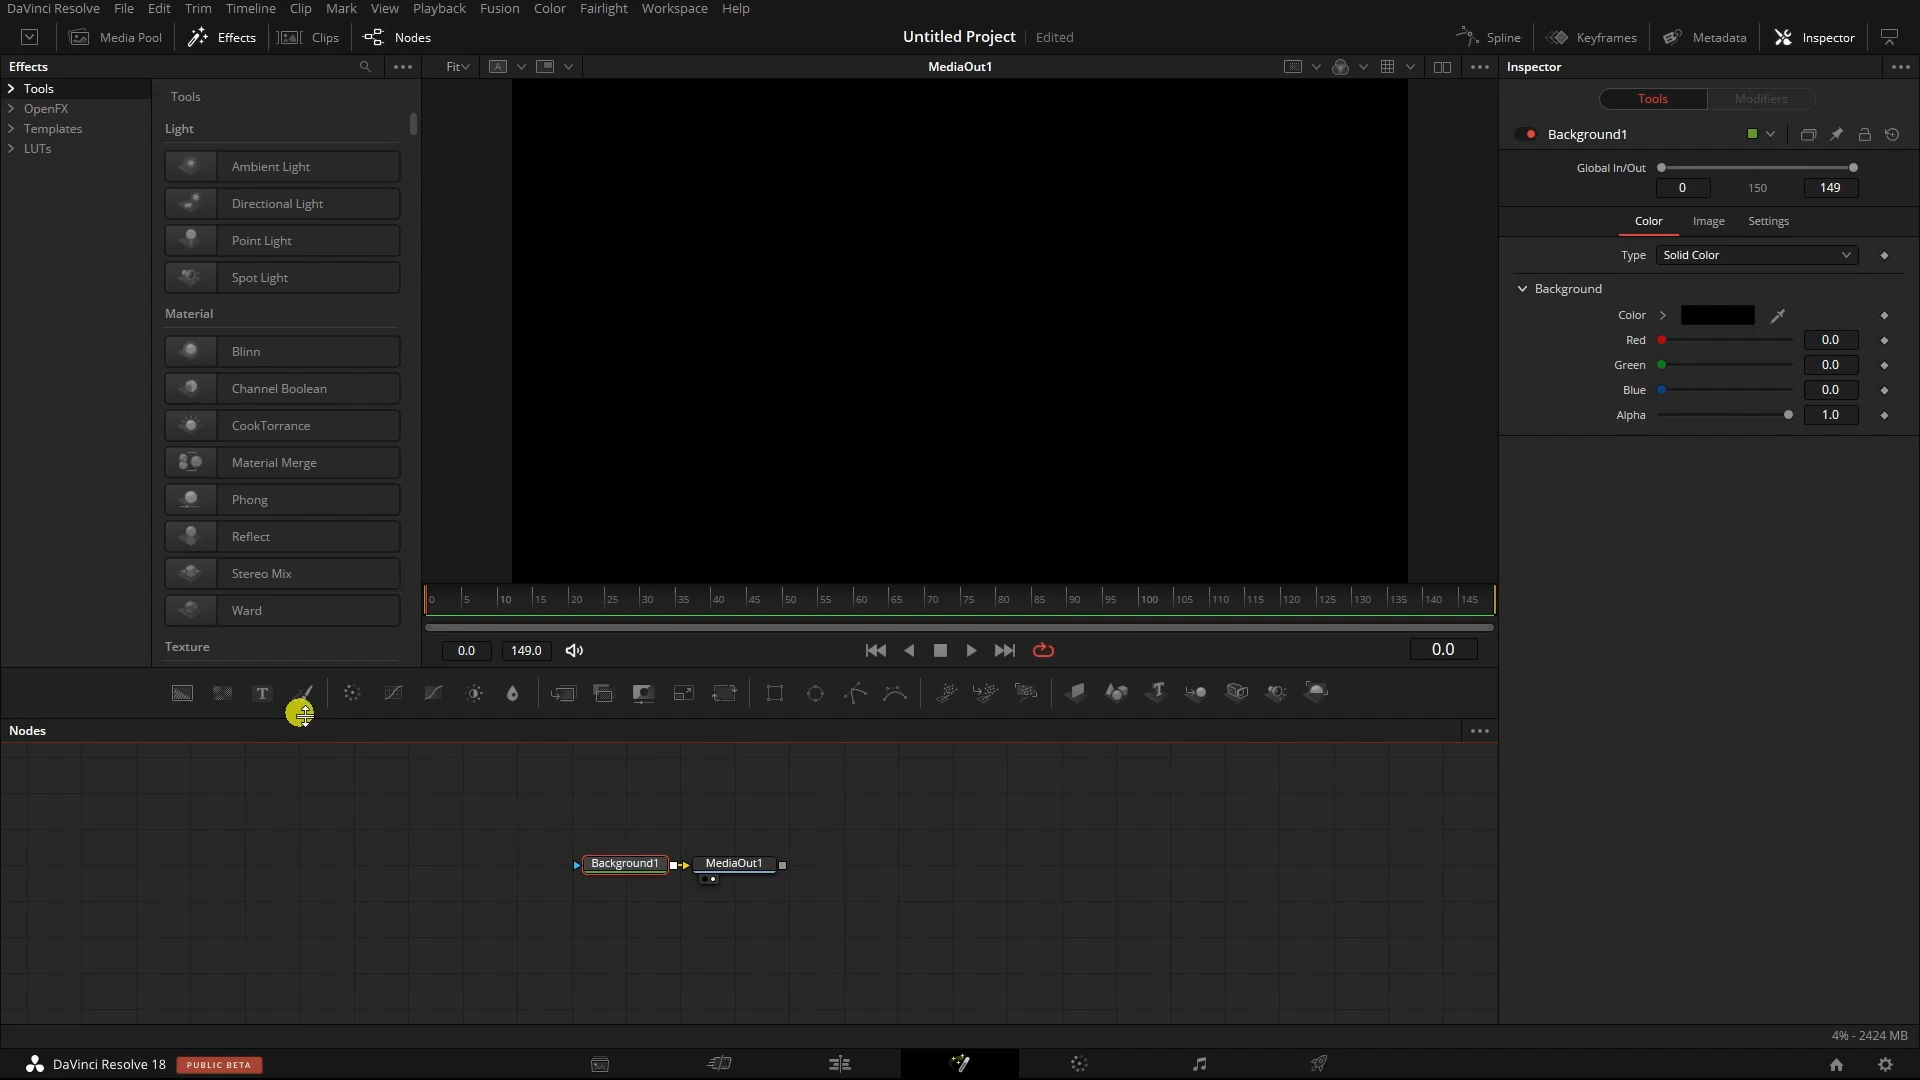 DaVinci Resolve File Edit Trim Timeline Clip Mark View Playback Fusion Color Fairlight Workspace Help
Media Pool Effects Clips Nodes Untitled Project Edited Spline Keyframes Metadata Inspector
Effects Fit A MediaOut1 Inspector
Tools
OpenFX
Templates
LUTs
Tools
Light
Ambient Light
Directional Light
Point Light
Spot Light
Material
Blinn
Channel Boolean
CookTorrance
Material Merge
Phong
Reflect
Stereo Mix
Ward
Texture
0 5 10 15 20 25 30 35 40 45 50 55 60 65 70 75 80 85 90 95 100 105 110 115 120 125 130 135 140 145
0.0 149.0 0.0
Tools Modifiers
Background1
Global In/Out
0 150 149
Color Image Settings
Type Solid Color
Background
Color
Red 0.0
Green 0.0
Blue 0.0
Alpha 1.0
T T
Nodes
Background1 MediaOut1
4% - 2424 MB
DaVinci Resolve 18 PUBLIC BETA